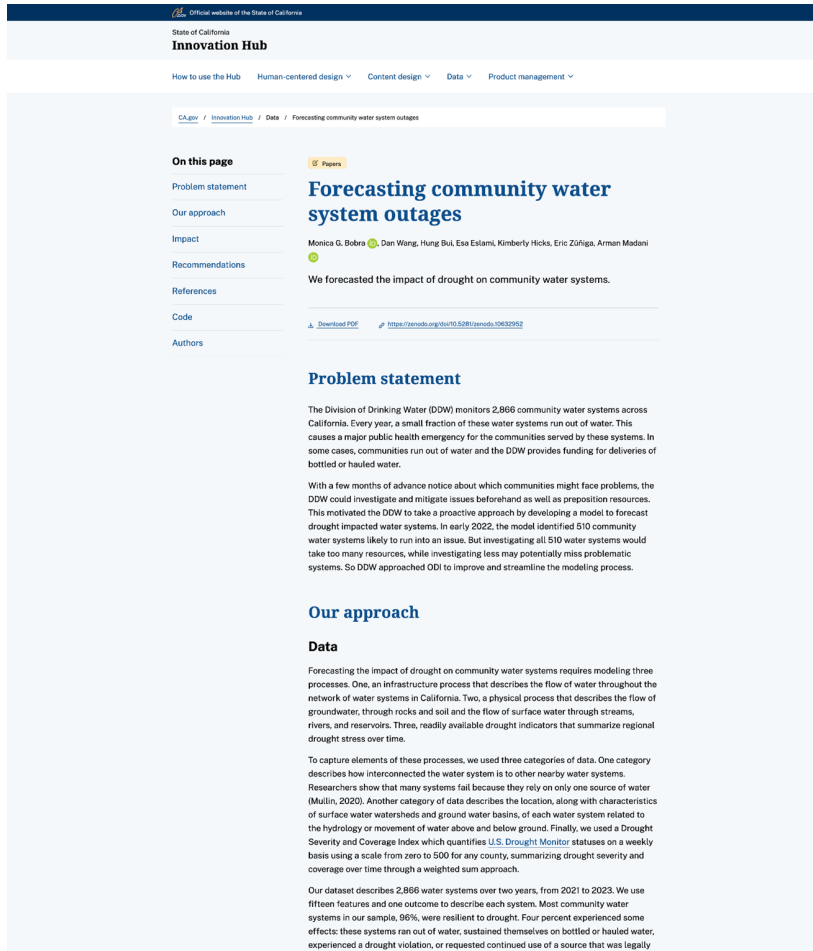 Official website of the State of California
State of California
Innovation Hub
How to use the Hub
Human-centered design
Content design
Data
Product management
CA.gov / Innovation Hub / Data / Forecasting community water system outages
On this page
Problem statement
Our approach
Impact
Recommendations
References
Code
Authors
Papers
Forecasting community water
system outages
Monica G. Bobra iD, Dan Wang, Hung Bui, Esa Eslami, Kimberly Hicks, Eric Zúñiga, Arman Madani
iD
We forecasted the impact of drought on community water systems.
Download PDF
https://zenodo.org/doi/10.5281/zenodo.10632952
Problem statement
The Division of Drinking Water (DDW) monitors 2,866 community water systems across
California. Every year, a small fraction of these water systems run out of water. This
causes a major public health emergency for the communities served by these systems. In
some cases, communities run out of water and the DDW provides funding for deliveries of
bottled or hauled water.
With a few months of advance notice about which communities might face problems, the
DDW could investigate and mitigate issues beforehand as well as preposition resources.
This motivated the DDW to take a proactive approach by developing a model to forecast
drought impacted water systems. In early 2022, the model identified 510 community
water systems likely to run into an issue. But investigating all 510 water systems would
take too many resources, while investigating less may potentially miss problematic
systems. So DDW approached ODI to improve and streamline the modeling process.
Our approach
Data
Forecasting the impact of drought on community water systems requires modeling three
processes. One, an infrastructure process that describes the flow of water throughout the
network of water systems in California. Two, a physical process that describes the flow of
groundwater, through rocks and soil and the flow of surface water through streams,
rivers, and reservoirs. Three, readily available drought indicators that summarize regional
drought stress over time.
To capture elements of these processes, we used three categories of data. One category
describes how interconnected the water system is to other nearby water systems.
Researchers show that many systems fail because they rely on only one source of water
(Mullin, 2020). Another category of data describes the location, along with characteristics
of surface water watersheds and ground water basins, of each water system related to
the hydrology or movement of water above and below ground. Finally, we used a Drought
Severity and Coverage Index which quantifies U.S. Drought Monitor statuses on a weekly
basis using a scale from zero to 500 for any county, summarizing drought severity and
coverage over time through a weighted sum approach.
Our dataset describes 2,866 water systems over two years, from 2021 to 2023. We use
fifteen features and one outcome to describe each system. Most community water
systems in our sample, 96%, were resilient to drought. Four percent experienced some
effects: these systems ran out of water, sustained themselves on bottled or hauled water,
experienced a drought violation, or requested continued use of a source that was legally